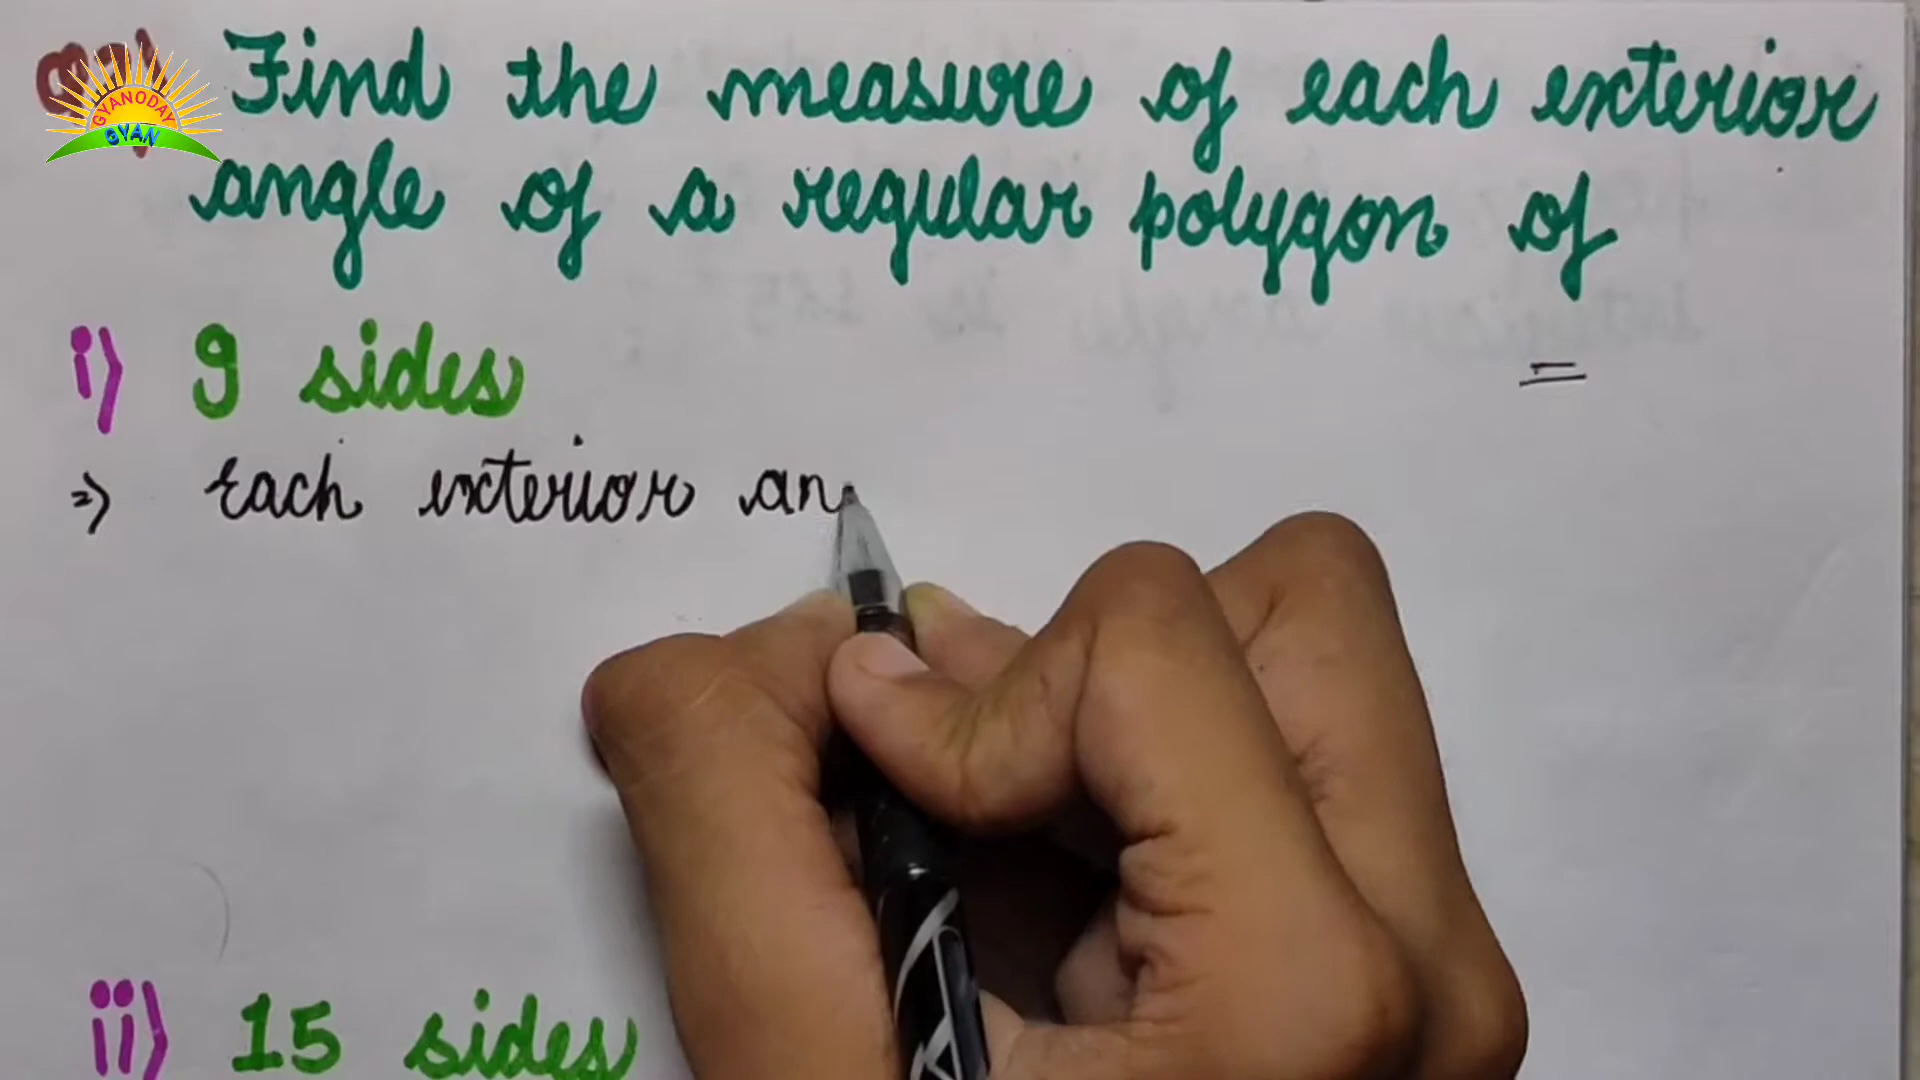 Find the measure of each exterior
angle of a regular polygon of
i) 9 sides
=
⇒ Each exterior an
ii) 15 sides
GYANODAY
GYAN